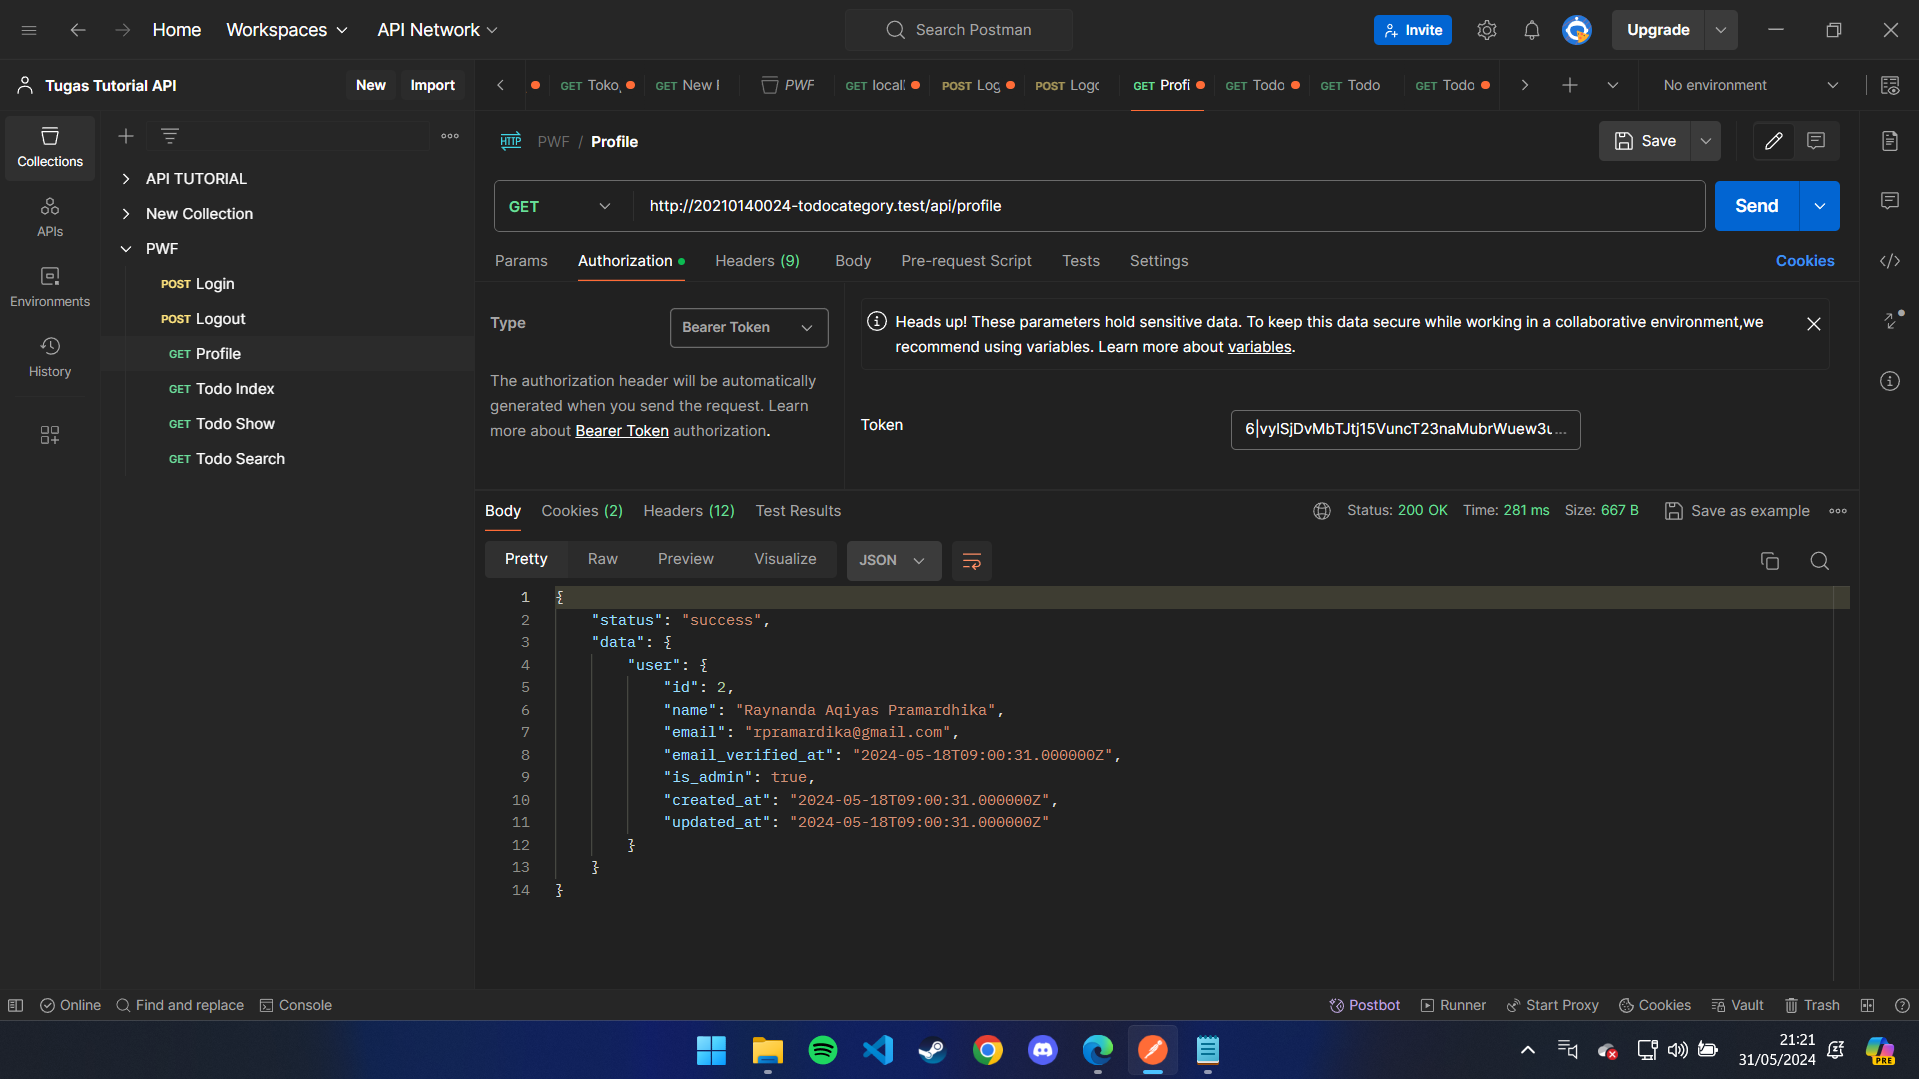 Home
Workspaces
API Network
Search Postman
Invite
Upgrade
Tugas Tutorial API
New
Import
GET Toko
GET New
PWF
GET local
POST Log
POST Logo
GET Profi
GET Todo
GET Todo
GET Todo
No environment
Collections
APIs
Environments
History
API TUTORIAL
New Collection
PWF
POST Login
POST Logout
GET Profile
GET Todo Index
GET Todo Show
GET Todo Search
HTTP PWF / Profile
Save
GET
http://20210140024-todocategory.test/api/profile
Send
Params
Authorization
Headers (9)
Body
Pre-request Script
Tests
Settings
Cookies
Type
Bearer Token
The authorization header will be automatically
generated when you send the request. Learn
more about Bearer Token authorization.
Heads up! These parameters hold sensitive data. To keep this data secure while working in a collaborative environment,we
recommend using variables. Learn more about variables.
Token
Body
Cookies (2)
Headers (12)
Test Results
Status: 200 OK
Time: 281 ms
Size: 667 B
Save as example
Pretty
Raw
Preview
Visualize
JSON
1 {
2 "status": "success",
3 "data": {
4 "user": {
5 "id": 2,
6 "name": "Raynanda Aqiyas Pramardhika",
7 "email": "rpramardika@gmail.com",
8 "email_verified_at": "2024-05-18T09:00:31.000000Z",
9 "is_admin": true,
10 "created_at": "2024-05-18T09:00:31.000000Z",
11 "updated_at": "2024-05-18T09:00:31.000000Z"
12 }
13 }
14 }
Online
Find and replace
Console
Postbot
Runner
Start Proxy
Cookies
Vault
Trash
21:21
31/05/2024
PRE